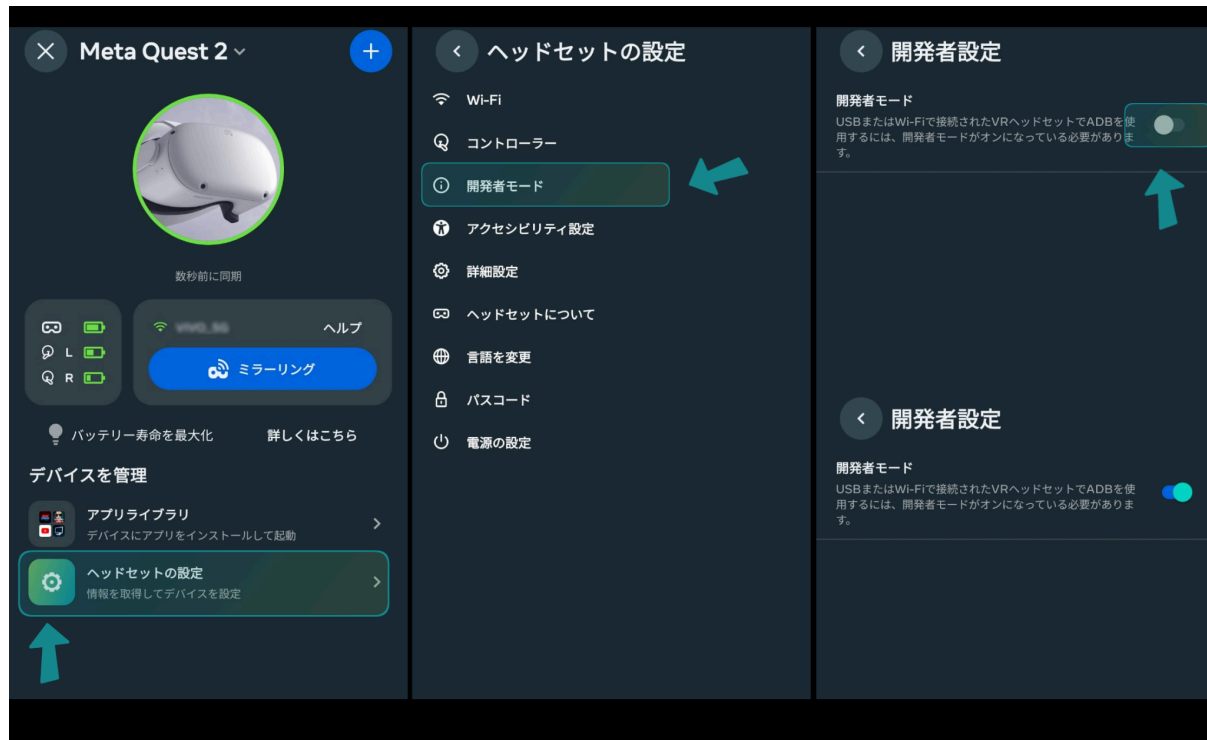 Meta Quest 2
数秒前に同期
ヘルプ
L
R
ミラーリング
バッテリー寿命を最大化 詳しくはこちら
デバイスを管理
アプリライブラリ
デバイスにアプリをインストールして起動
ヘッドセットの設定
情報を取得してデバイスを設定
ヘッドセットの設定
Wi-Fi
コントローラー
開発者モード
アクセシビリティ設定
詳細設定
ヘッドセットについて
言語を変更
パスコード
電源の設定
開発者設定
開発者モード
USBまたはWi-Fiで接続されたVRヘッドセットでADBを使
用するには、開発者モードがオンになっている必要がありま
す。
開発者設定
開発者モード
USBまたはWi-Fiで接続されたVRヘッドセットでADBを使
用するには、開発者モードがオンになっている必要がありま
す。